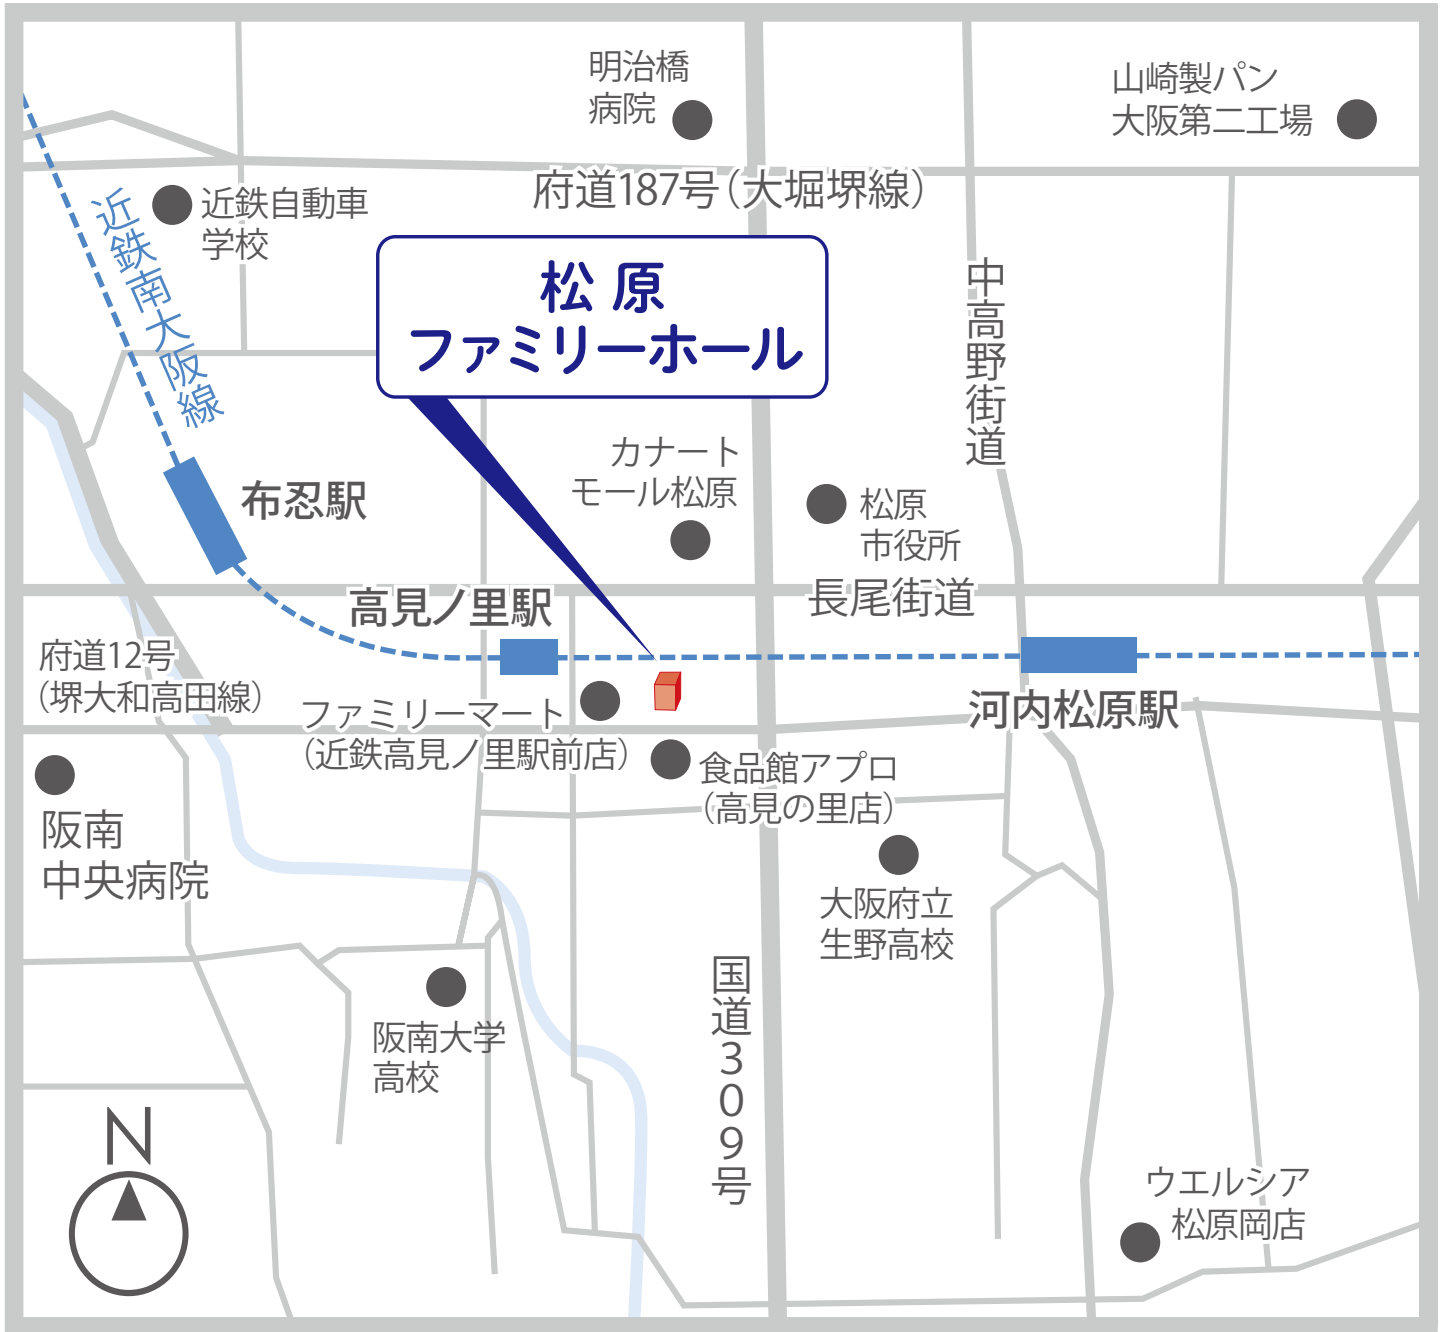 明治橋
病院
山崎製パン
大阪第二工場
府道187号（大堀堺線）
近鉄自動車
学校
近鉄南大阪線
松原
ファミリーホール
中高野街道
カナート
モール松原
布忍駅
松原
市役所
長尾街道
高見ノ里駅
府道12号
（堺大和高田線）
ファミリーマート
（近鉄高見ノ里駅前店）
河内松原駅
食品館アプロ
（高見の里店）
阪南
中央病院
大阪府立
生野高校
国道309号
阪南大学
高校
N
ウエルシア
松原岡店